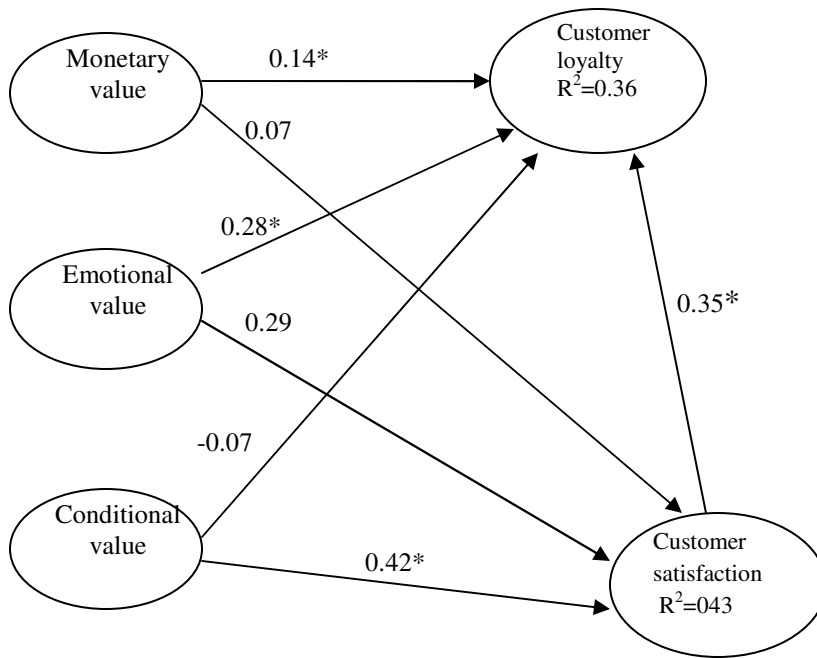 Monetary
value
0.14*
Customer
loyalty
R²=0.36
0.07
0.28*
Emotional
value
0.29
0.35*
-0.07
Conditional
value
0.42*
Customer
satisfaction
R²=043